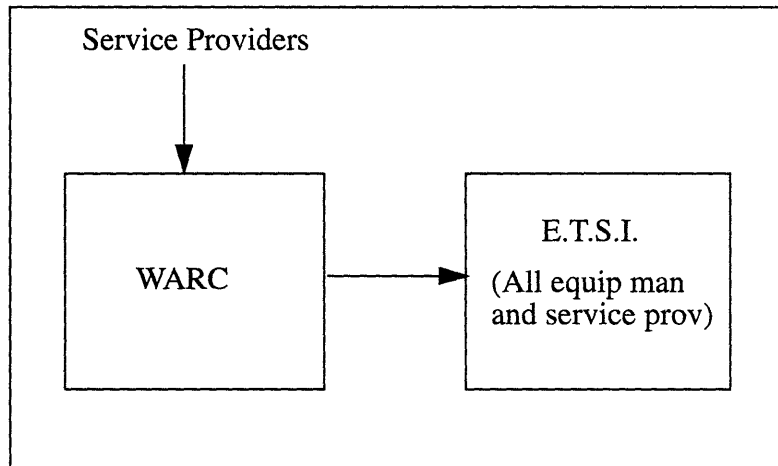 Service Providers
WARC
E.T.S.I.
(All equip man
and service prov)